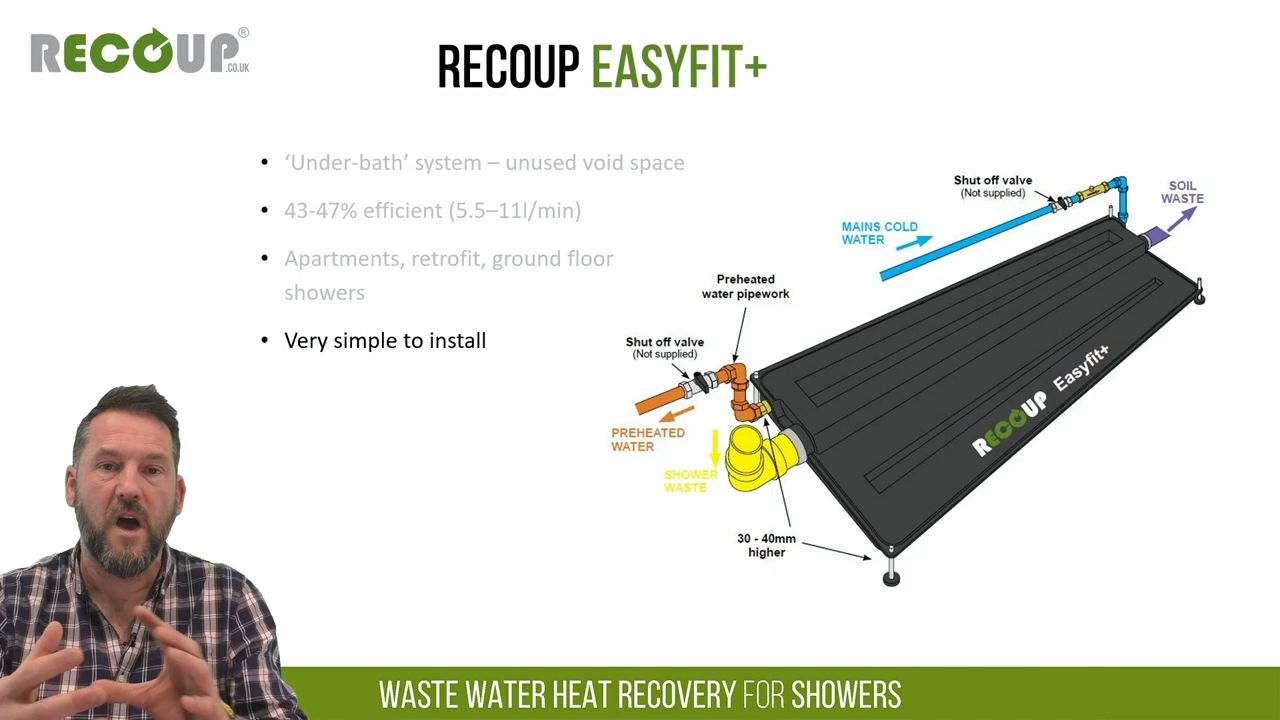 RECOUP®
.CO.UK
RECOUP EASYFIT+
• ‘Under-bath’ system – unused void space
• 43-47% efficient (5.5–11l/min)
• Apartments, retrofit, ground floor
showers
• Very simple to install
Shut off valve
(Not supplied)
SOIL
WASTE
MAINS COLD
WATER
Preheated
water pipework
Shut off valve
(Not supplied)
PREHEATED
WATER
SHOWER
WASTE
RECOUP Easyfit+
30 - 40mm
higher
WASTE WATER HEAT RECOVERY FOR SHOWERS